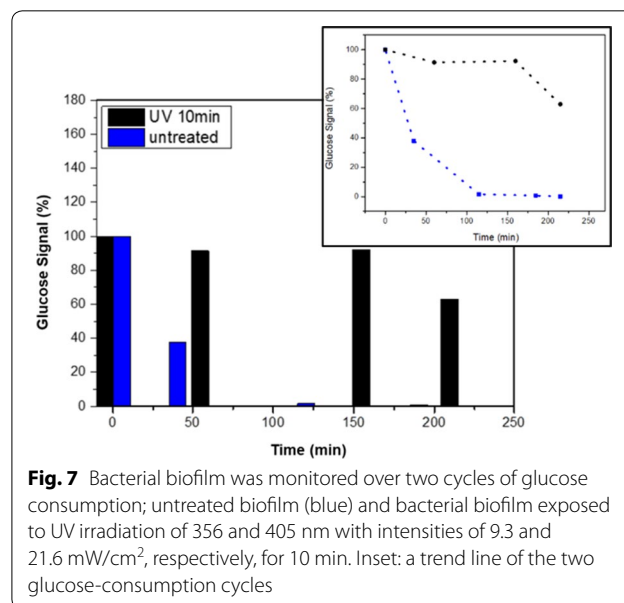 100
80
60
40
20
0
Glucose Signal (%)
0 50 100 150 200 250
Time (min)
180
160
140
120
100
80
60
40
20
0
Glucose Signal (%)
UV 10min
untreated
0 50 100 150 200 250
Time (min)
Fig. 7 Bacterial biofilm was monitored over two cycles of glucose
consumption; untreated biofilm (blue) and bacterial biofilm exposed
to UV irradiation of 356 and 405 nm with intensities of 9.3 and
21.6 mW/cm², respectively, for 10 min. Inset: a trend line of the two
glucose-consumption cycles